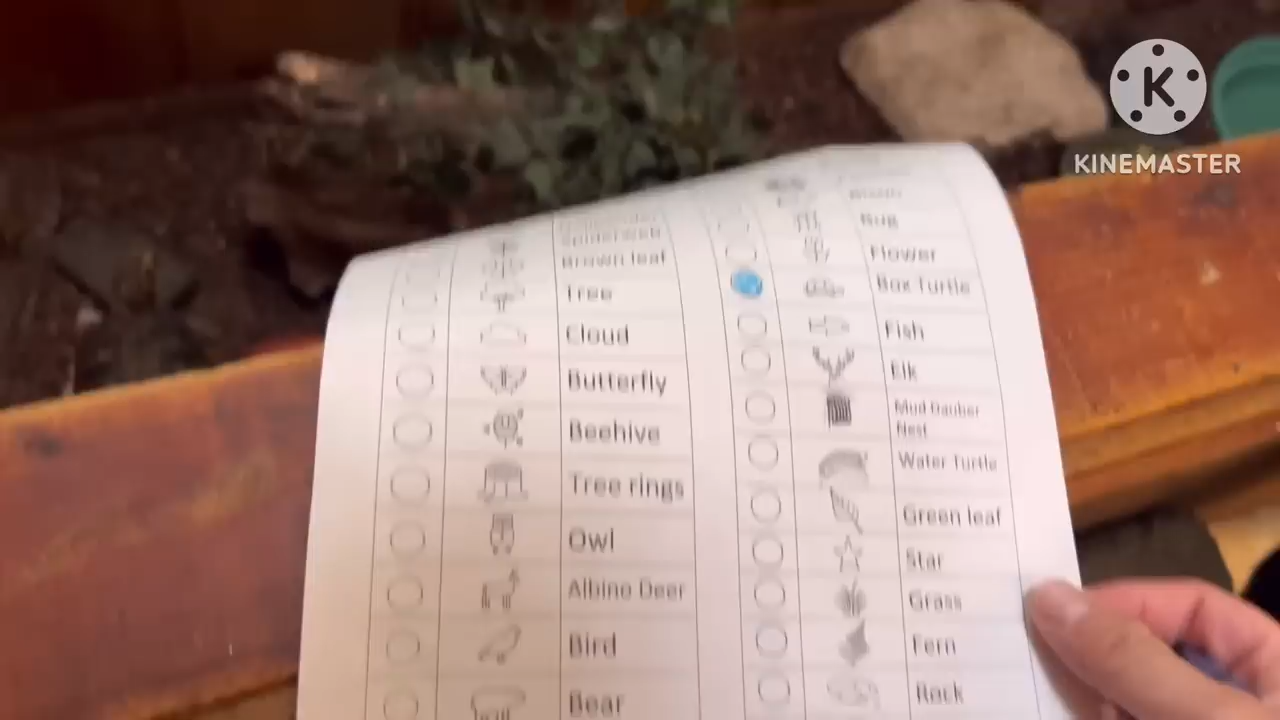 K
KINEMASTER
Spiderweb
Brown leaf
Tree
Cloud
Butterfly
Beehive
Tree rings
Owl
Albino Deer
Bird
Bear
Bug
Flower
Box Turtle
Fish
Elk
Mud Dauber
Nest
Water Turtle
Green leaf
Star
Grass
Fern
Rock